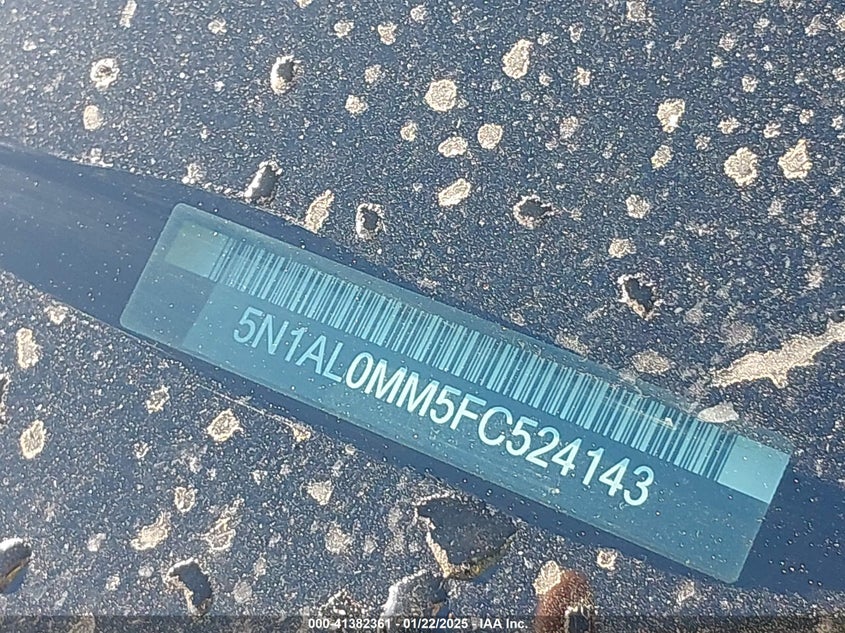 5N1AL0MM5FC524143
000-41382361 - 01/22/2025 - IAA Inc.